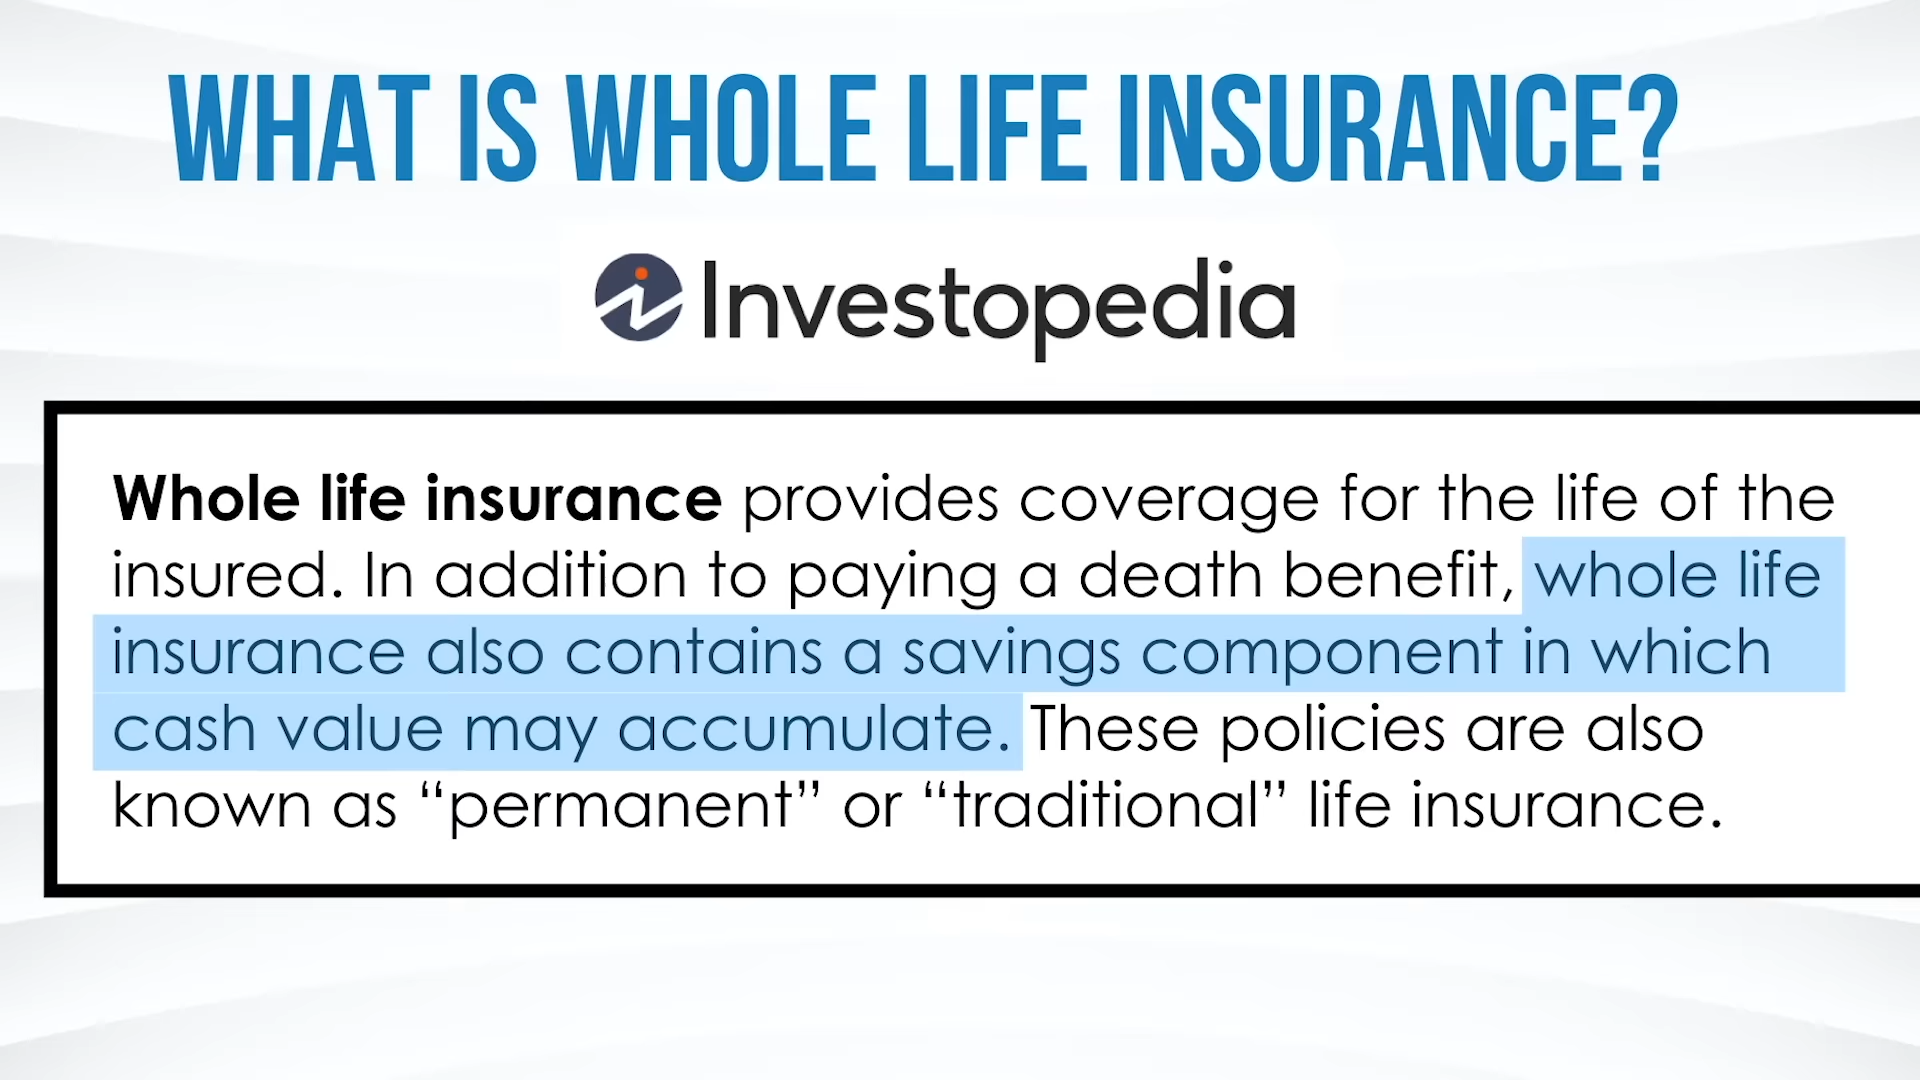 WHAT IS WHOLE LIFE INSURANCE?
Investopedia
Whole life insurance provides coverage for the life of the
insured. In addition to paying a death benefit, whole life
insurance also contains a savings component in which
cash value may accumulate. These policies are also
known as “permanent” or “traditional” life insurance.